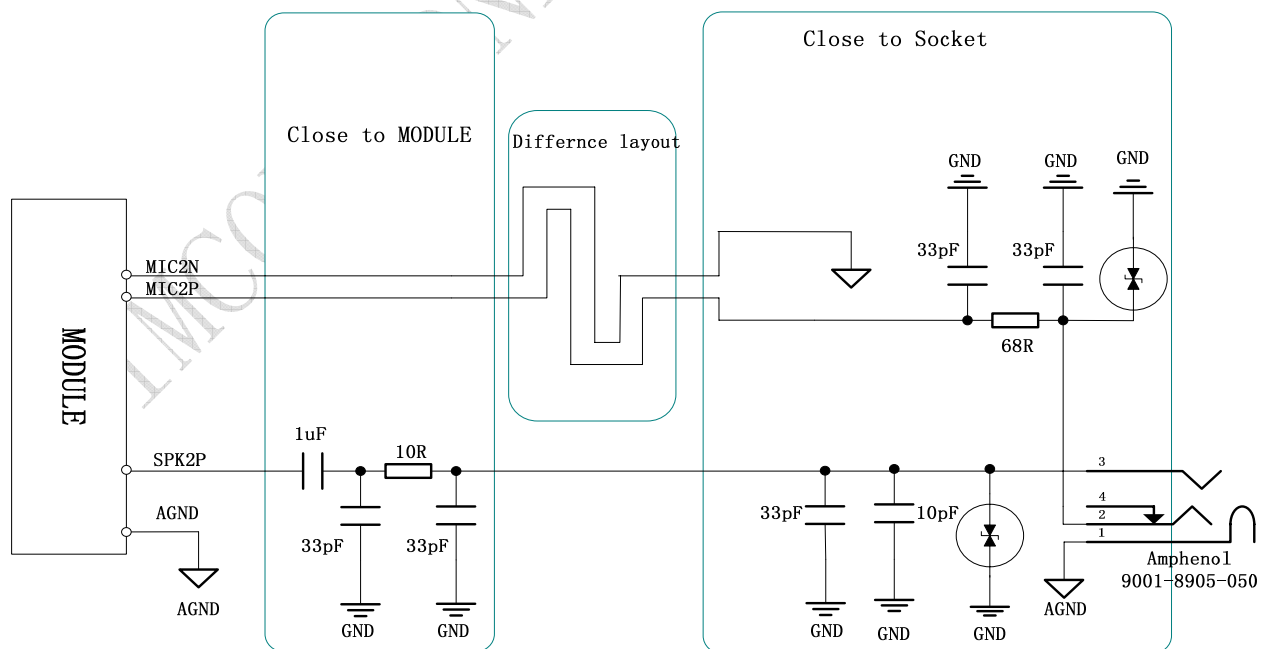 Close to Socket
Close to MODULE
Differnce layout
GND
GND
GND
33pF
33pF
MIC2N
MIC2P
68R
MODULE
1uF
10R
SPK2P
3
4
2
1
AGND
33pF
33pF
33pF
10pF
Amphenol
9001-8905-050
AGND
GND
GND
GND
GND
GND
AGND